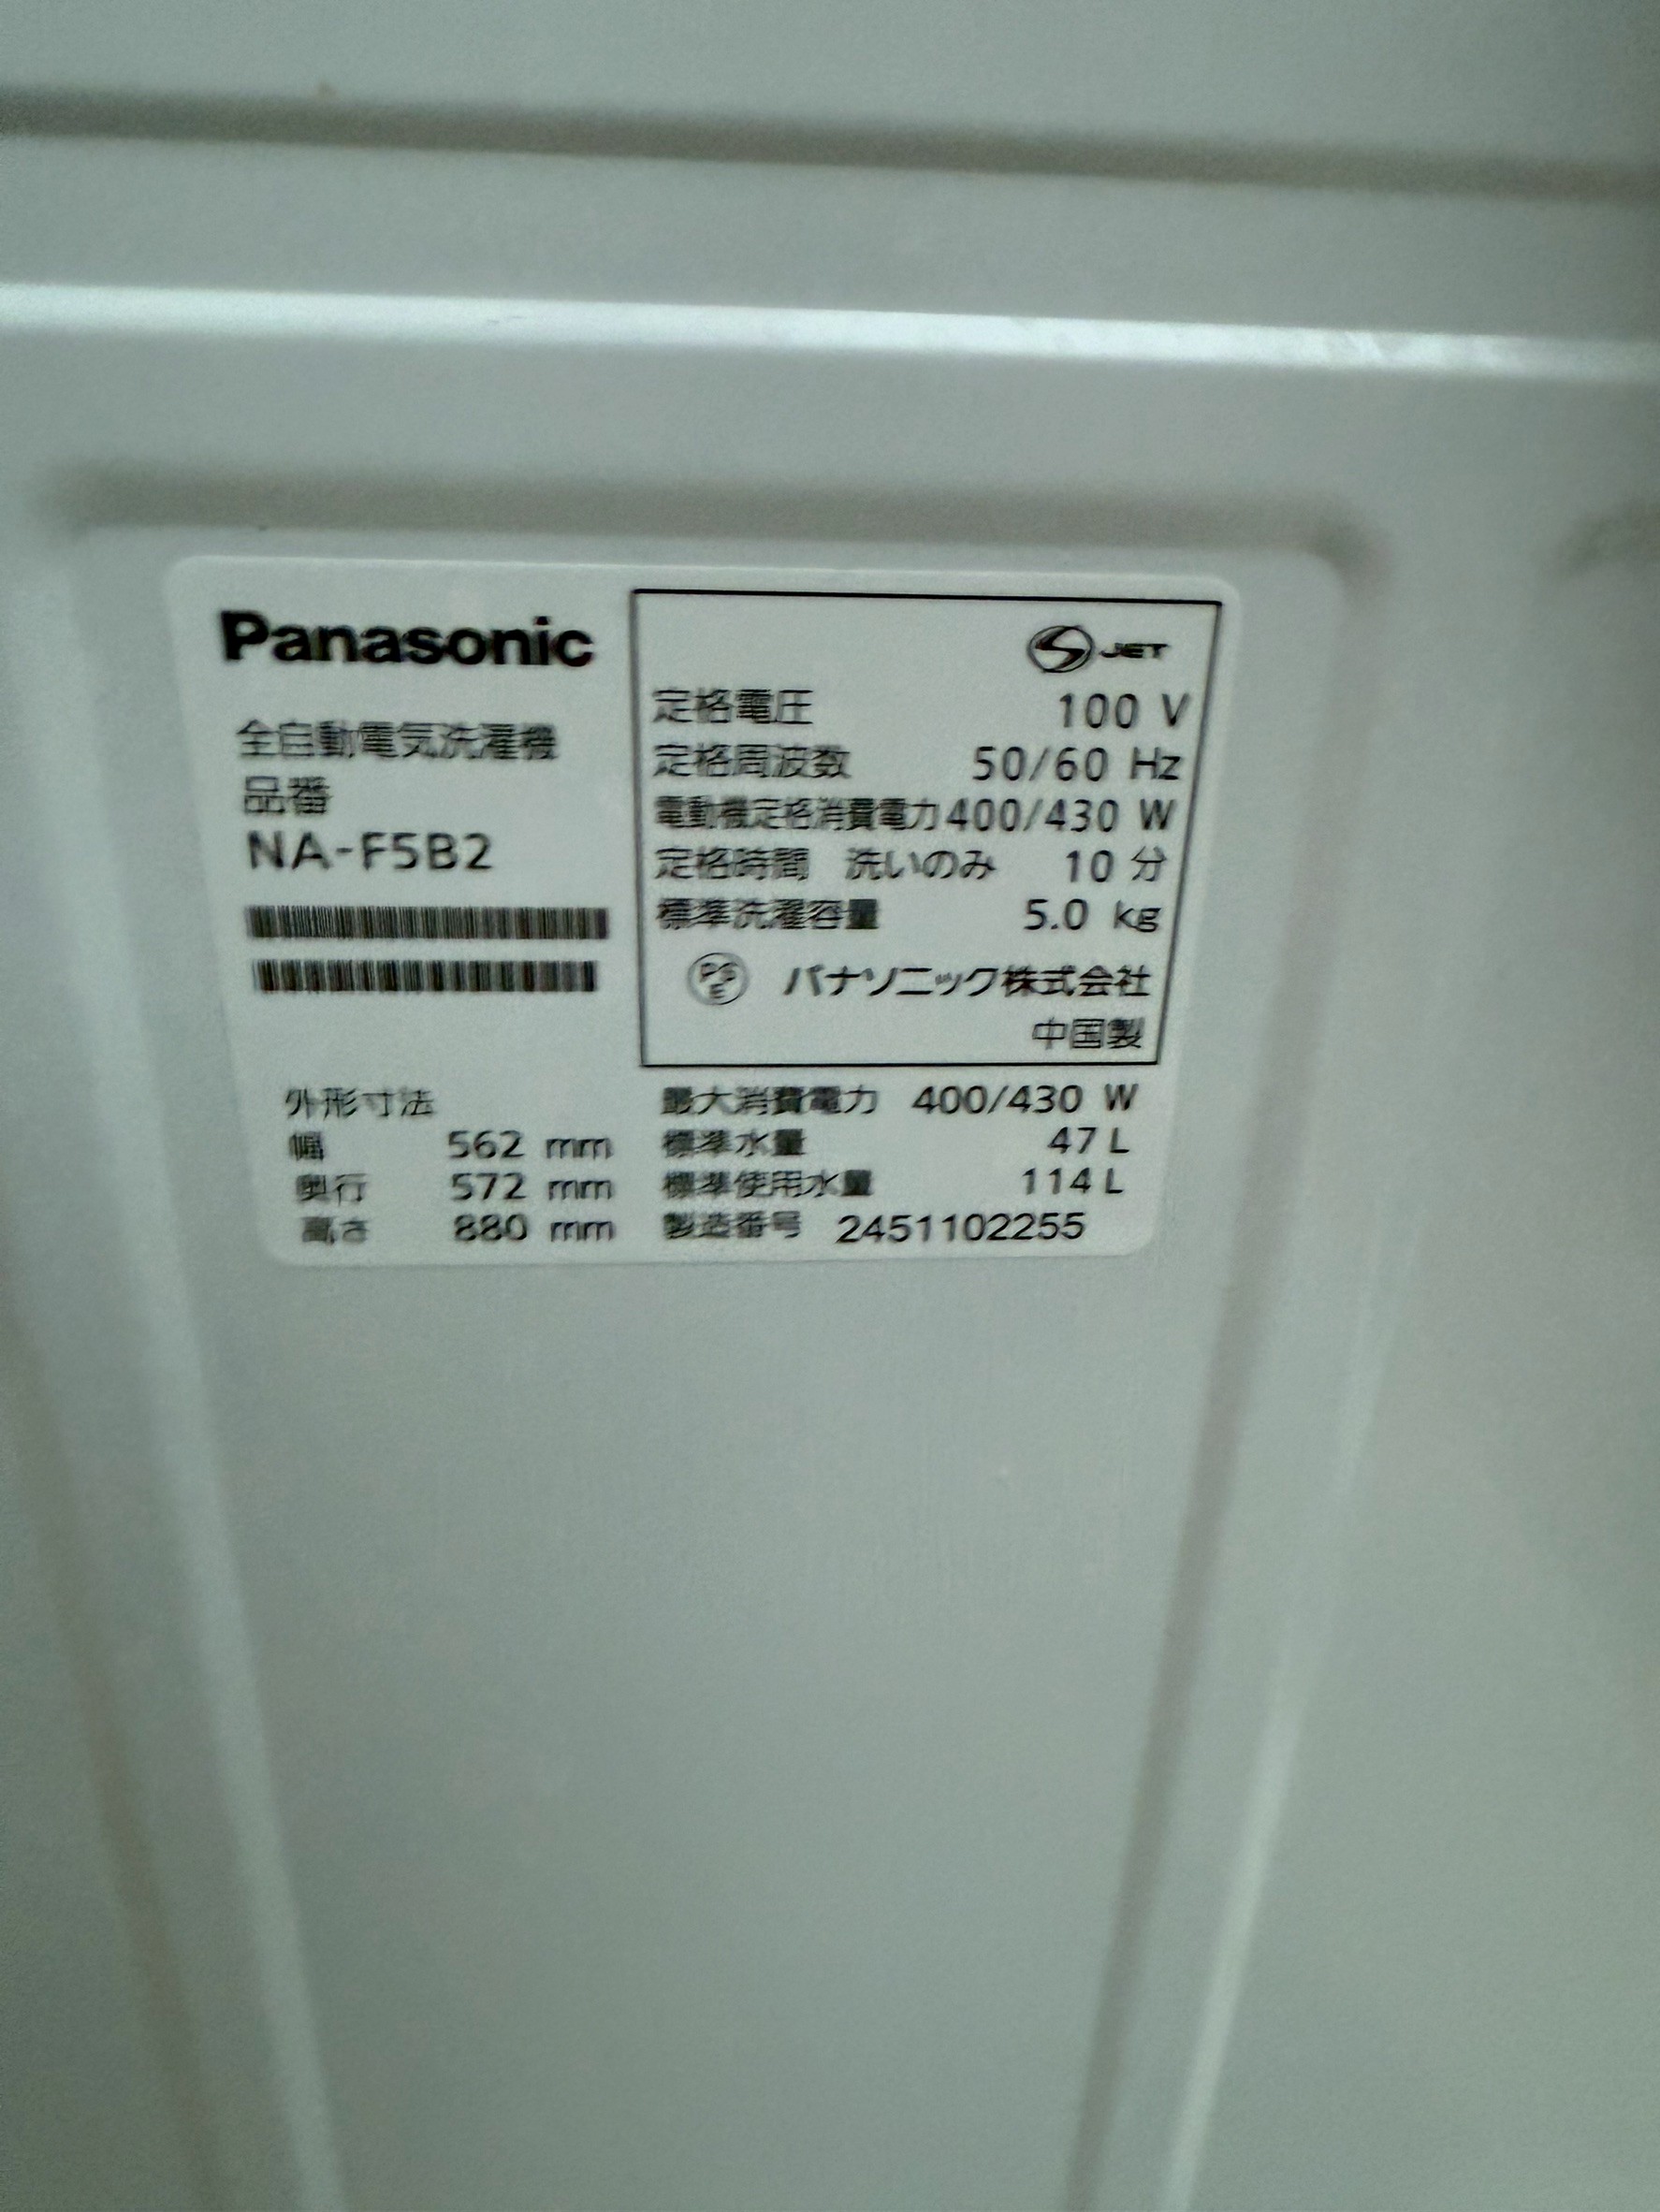 Panasonic
全自動電気洗濯機
品番
NA-F5B2
S JET
定格電圧 100 V
定格周波数 50/60 Hz
電動機定格消費電力 400/430 W
定格時間 洗いのみ 10 分
標準洗濯容量 5.0 kg
PSE パナソニック株式会社
中国製
外形寸法
幅 562 mm
奥行 572 mm
高さ 880 mm
最大消費電力 400/430 W
標準水量 47 L
標準使用水量 114 L
製造番号 2451102255